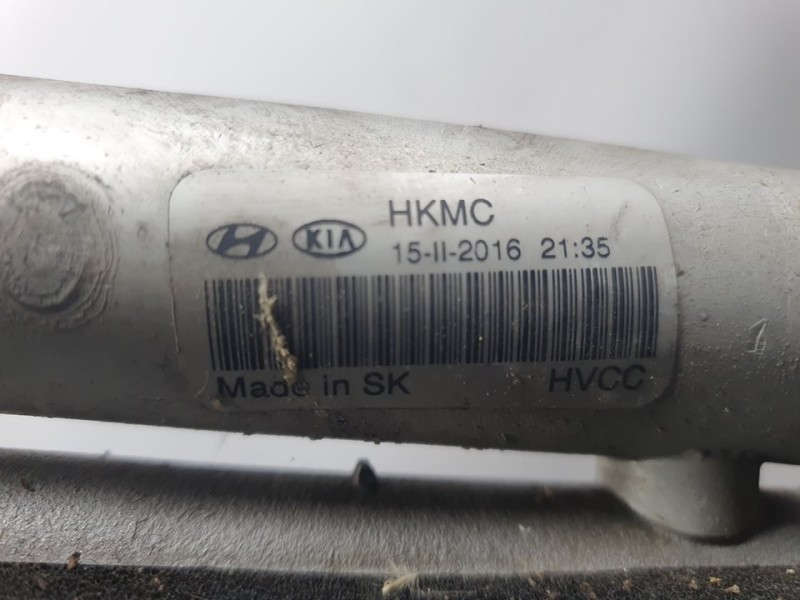 HKMC
KIA
15-II-2016 21:35
Made in SK HVCC